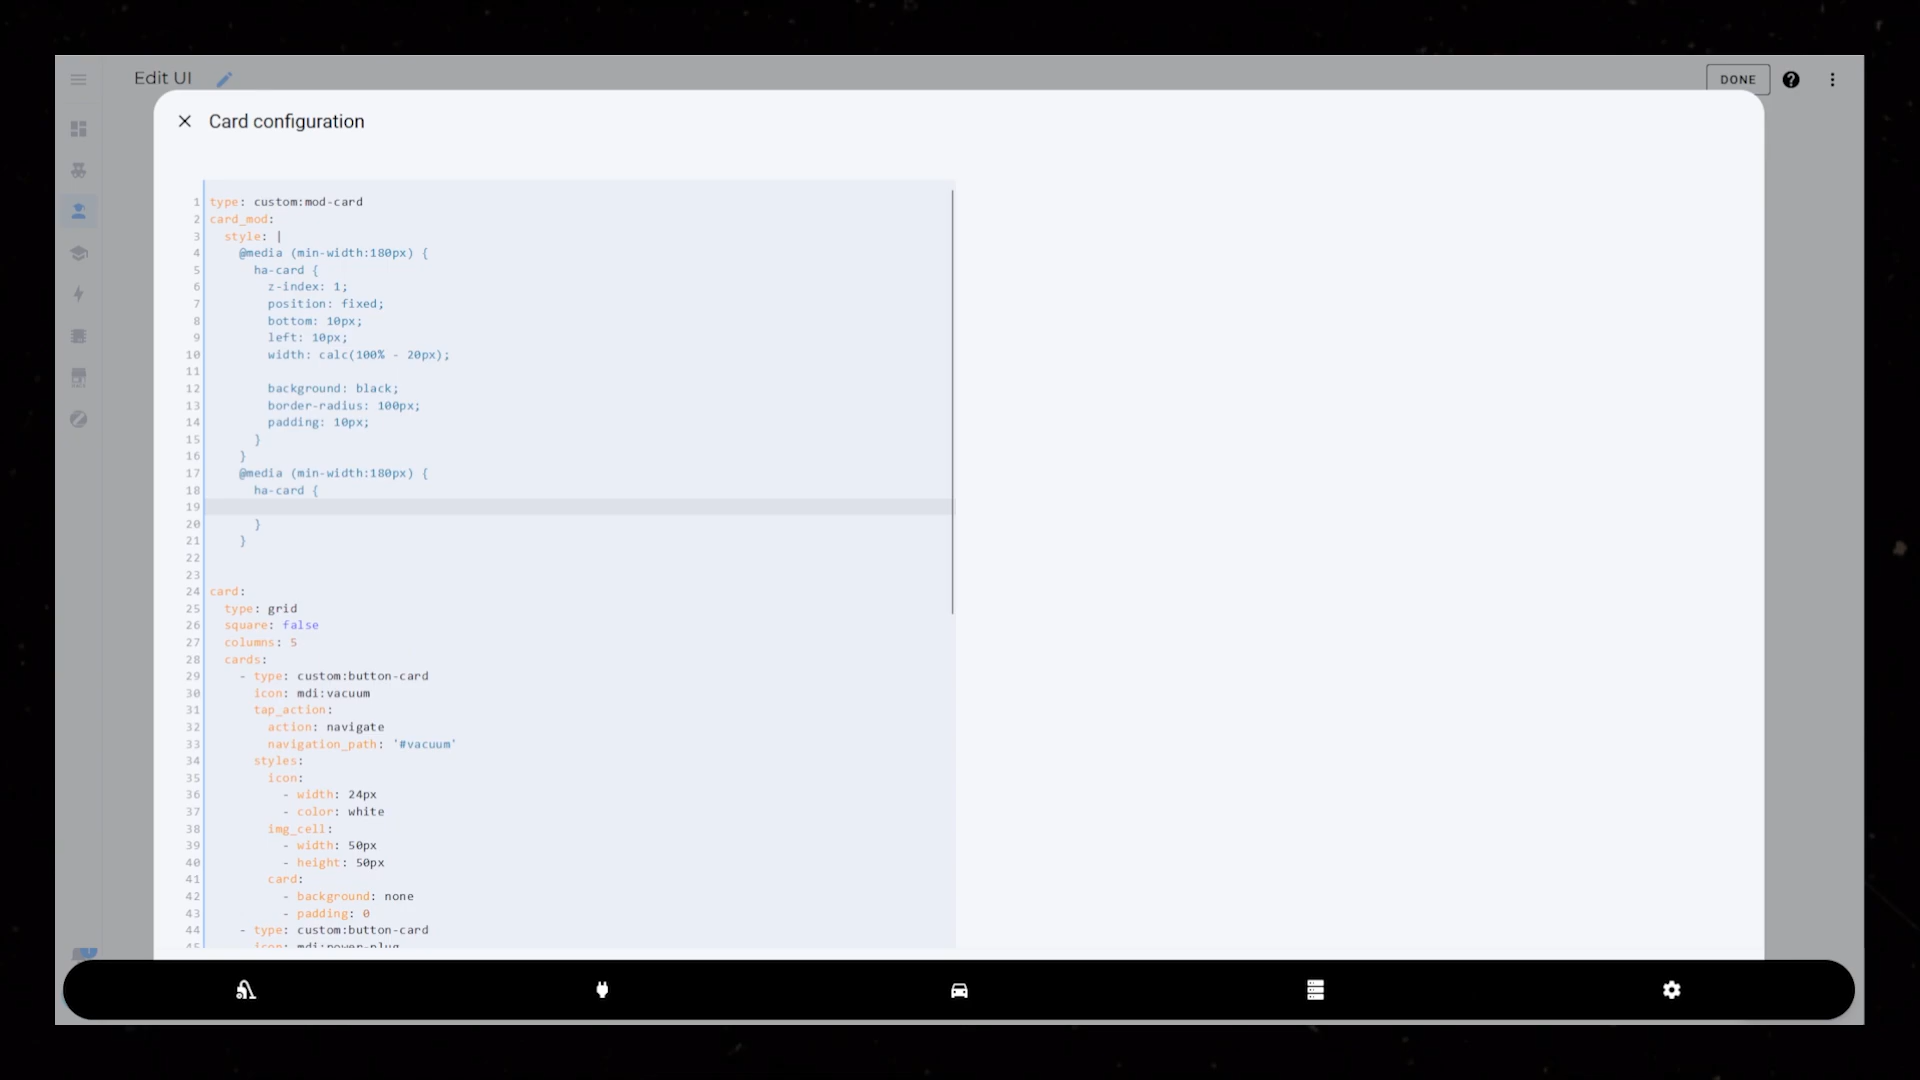 Edit UI
DONE
Card configuration
1 type: custom:mod-card
2 card_mod:
3 style: |
4 @media (min-width:180px) {
5 ha-card {
6 z-index: 1;
7 position: fixed;
8 bottom: 10px;
9 left: 10px;
10 width: calc(100% - 20px);
11
12 background: black;
13 border-radius: 100px;
14 padding: 10px;
15 }
16 }
17 @media (min-width:180px) {
18 ha-card {
19
20 }
21 }
22
23
24 card:
25 type: grid
26 square: false
27 columns: 5
28 cards:
29 - type: custom:button-card
30 icon: mdi:vacuum
31 tap_action:
32 action: navigate
33 navigation_path: '#vacuum'
34 styles:
35 icon:
36 - width: 24px
37 - color: white
38 img_cell:
39 - width: 50px
40 - height: 50px
41 card:
42 - background: none
43 - padding: 0
44 - type: custom:button-card
45 icon: mdi:power-plug